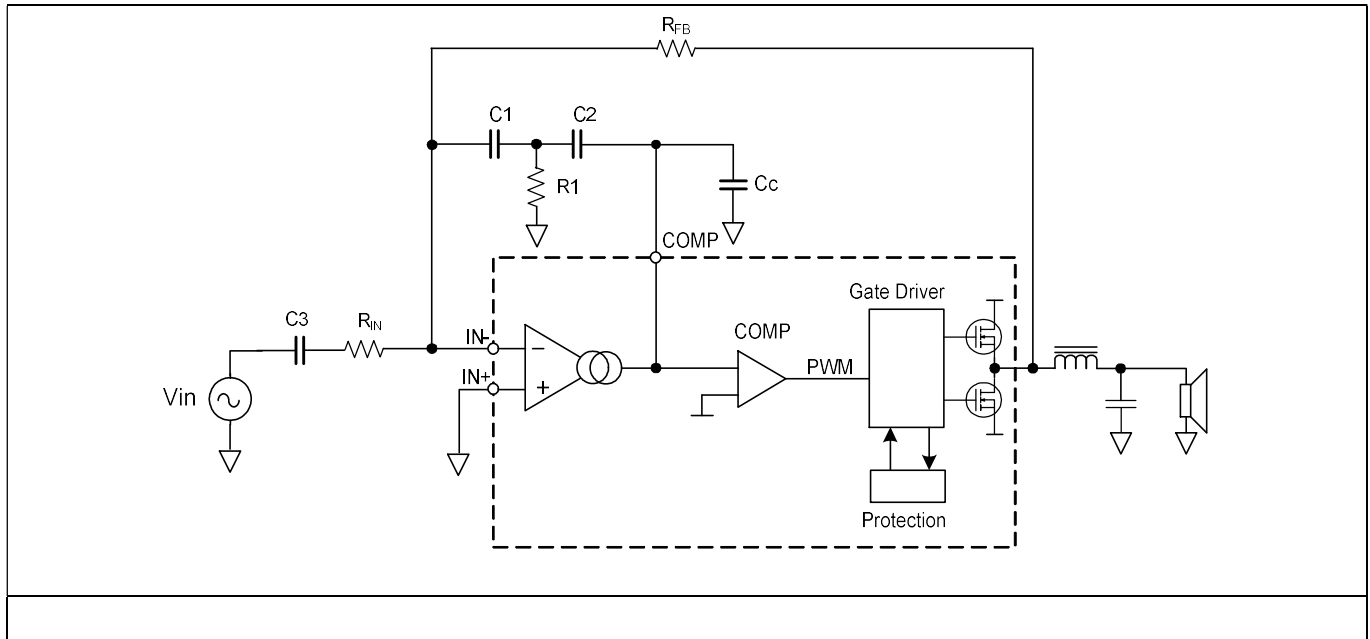 RFB
C1
C2
R1
Cc
COMP
Gate Driver
C3
RIN
IN-
COMP
PWM
IN+
Vin
Protection